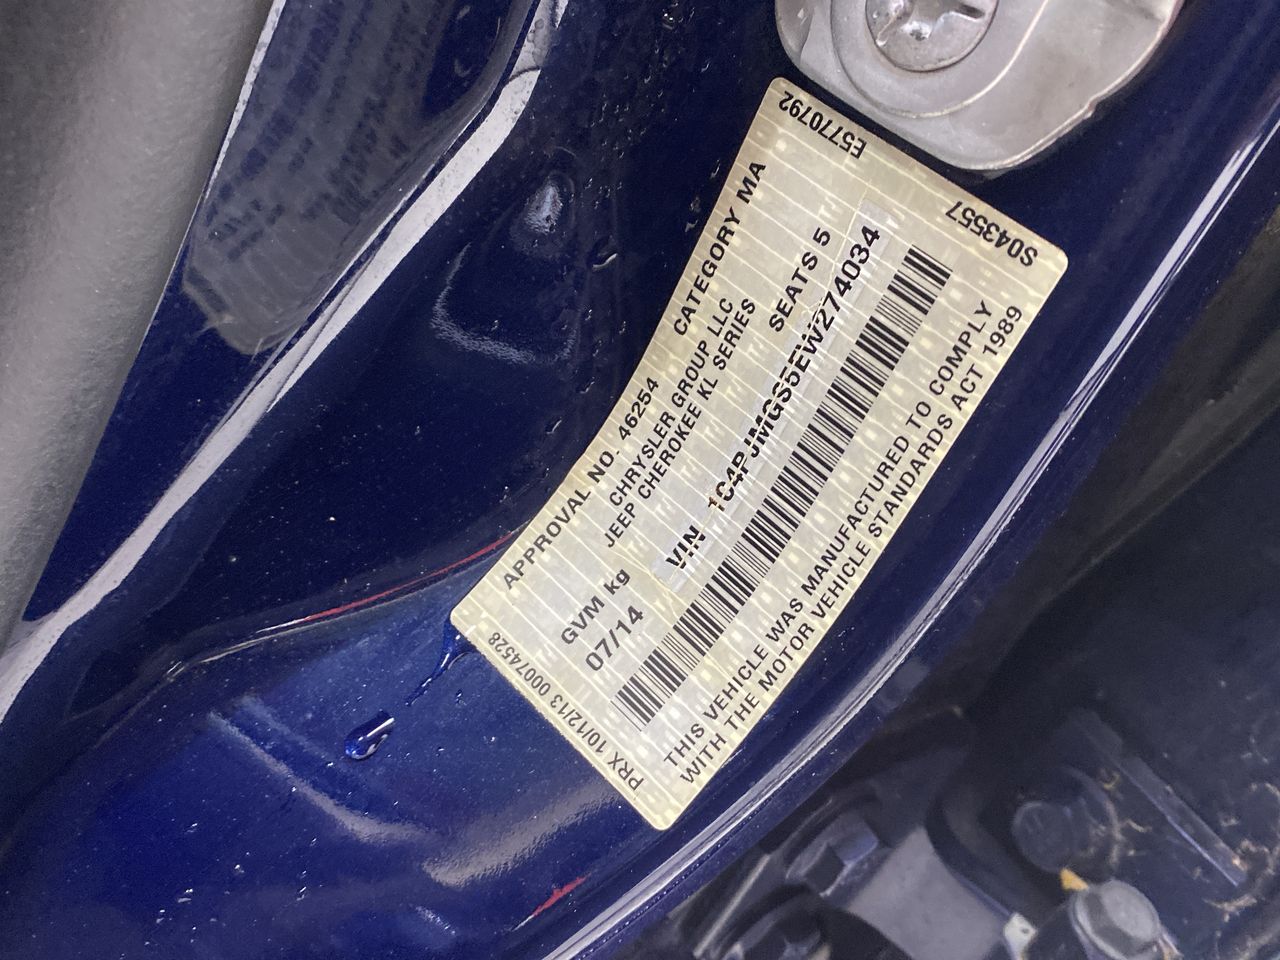 E5770792
S043557
APPROVAL NO. 46254 CATEGORY MA
CHRYSLER GROUP LLC
JEEP CHEROKEE KL SERIES
GVM kg SEATS 5
07/14 VIN 1C4PJMGS5EW274034
THIS VEHICLE WAS MANUFACTURED TO COMPLY
WITH THE MOTOR VEHICLE STANDARDS ACT 1989
PRX 10/12/13 00074528